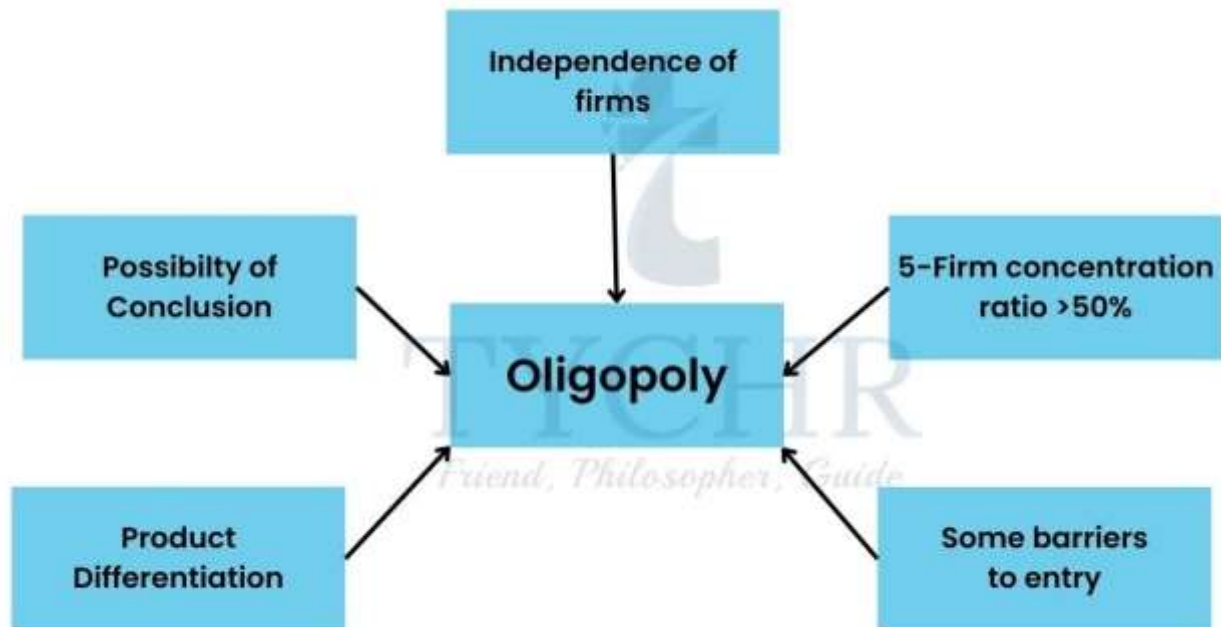 Independence of
firms
Possibilty of
Conclusion
5-Firm concentration
ratio >50%
Oligopoly
TYCHR
Friend, Philosopher, Guide
Product
Differentiation
Some barriers
to entry